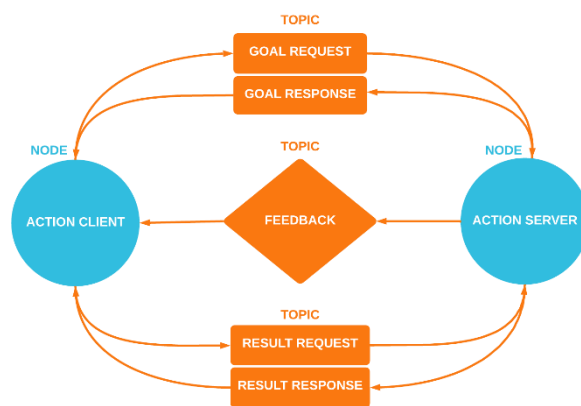 TOPIC
GOAL REQUEST
GOAL RESPONSE
NODE
TOPIC
NODE
ACTION CLIENT
FEEDBACK
ACTION SERVER
TOPIC
RESULT REQUEST
RESULT RESPONSE